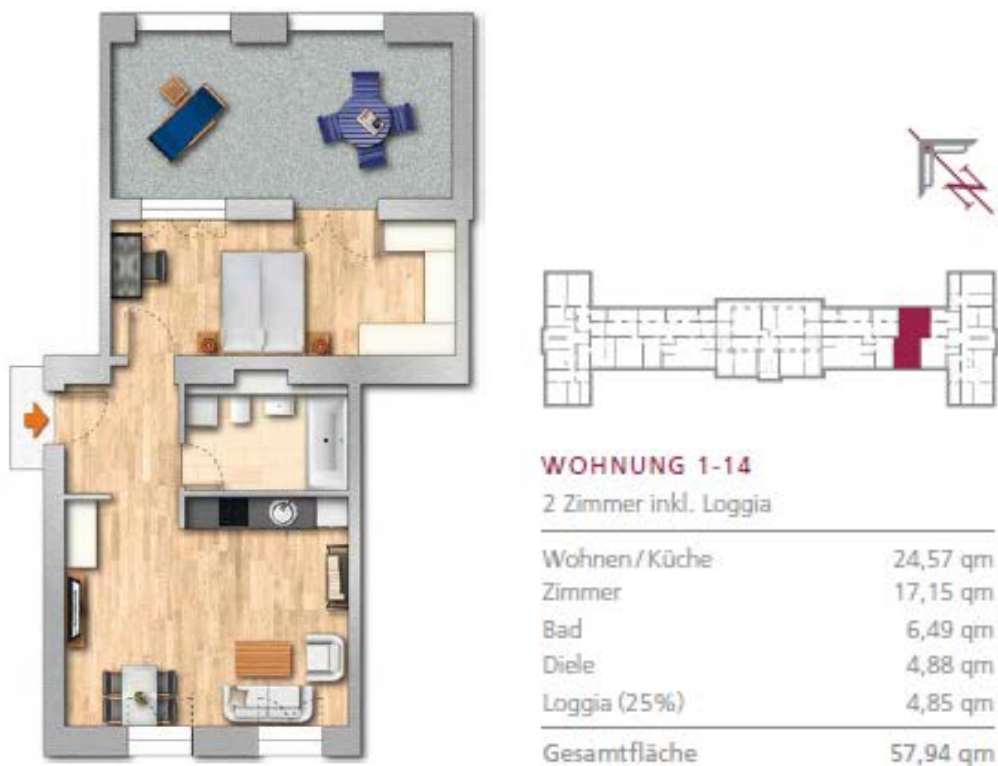 N
WOHNUNG 1-14
2 Zimmer inkl. Loggia
Wohnen/Küche 24,57 qm
Zimmer 17,15 qm
Bad 6,49 qm
Diele 4,88 qm
Loggia (25%) 4,85 qm
Gesamtfläche 57,94 qm